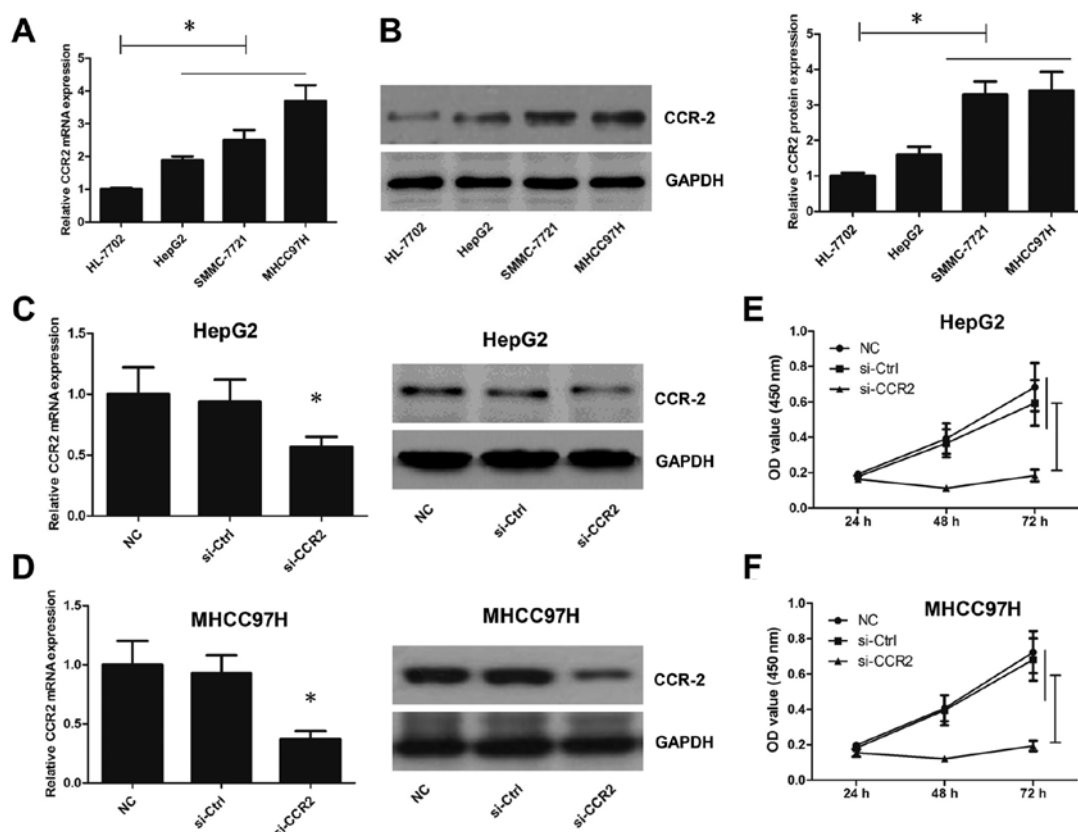 A
*
Relative CCR2 mRNA expression
5
4
3
2
1
0
HL-7702
HepG2
SMMC-7721
MHCC97H
B
CCR-2
GAPDH
HL-7702
HepG2
SMMC-7721
MHCC97H
*
Relative CCR2 protein expression
5
4
3
2
1
0
HL-7702
HepG2
SMMC-7721
MHCC97H
C
HepG2
Relative CCR2 mRNA expression
1.5
1.0
0.5
0.0
*
NC
si-Ctrl
si-CCR2
HepG2
CCR-2
GAPDH
NC
si-Ctrl
si-CCR2
E
HepG2
OD value (450 nm)
1.0
0.8
0.6
0.4
0.2
0.0
NC
si-Ctrl
si-CCR2
24 h
48 h
72 h
D
MHCC97H
Relative CCR2 mRNA expression
1.5
1.0
0.5
0.0
*
NC
si-Ctrl
si-CCR2
MHCC97H
CCR-2
GAPDH
NC
si-Ctrl
si-CCR2
F
MHCC97H
OD value (450 nm)
1.0
0.8
0.6
0.4
0.2
0.0
NC
si-Ctrl
si-CCR2
24 h
48 h
72 h